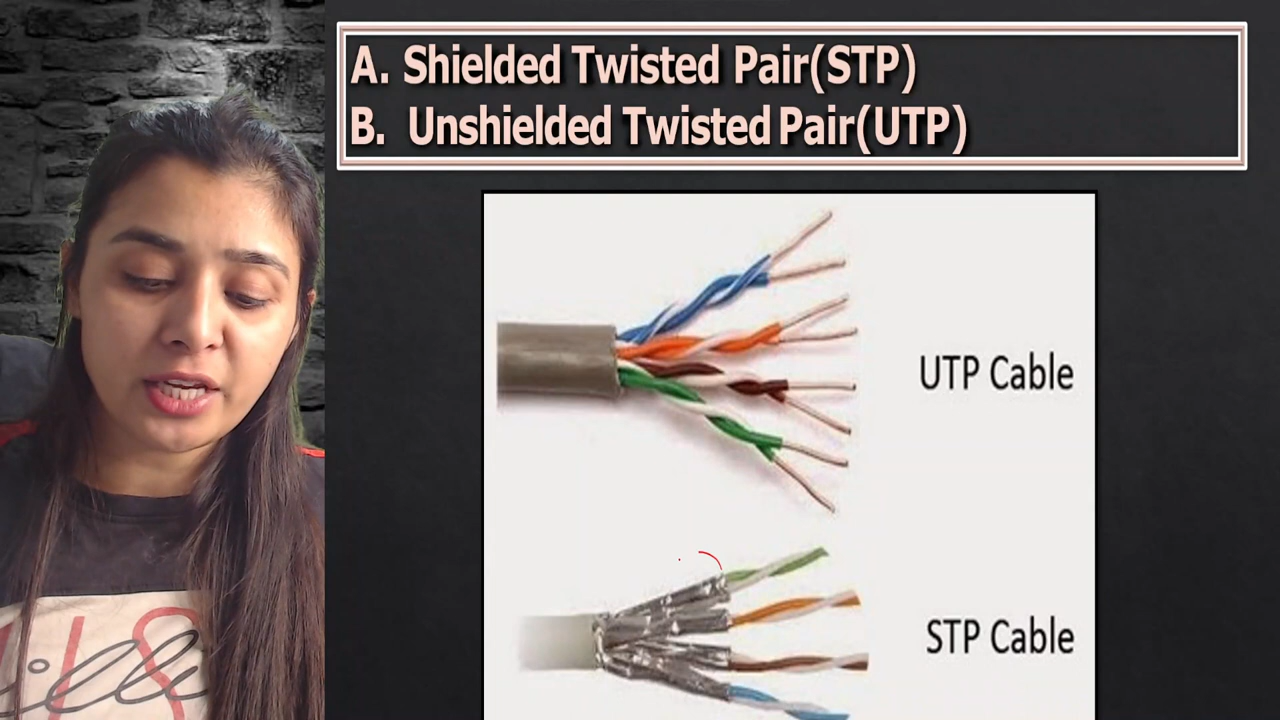 A. Shielded Twisted Pair(STP)
B. Unshielded Twisted Pair(UTP)
UTP Cable
STP Cable